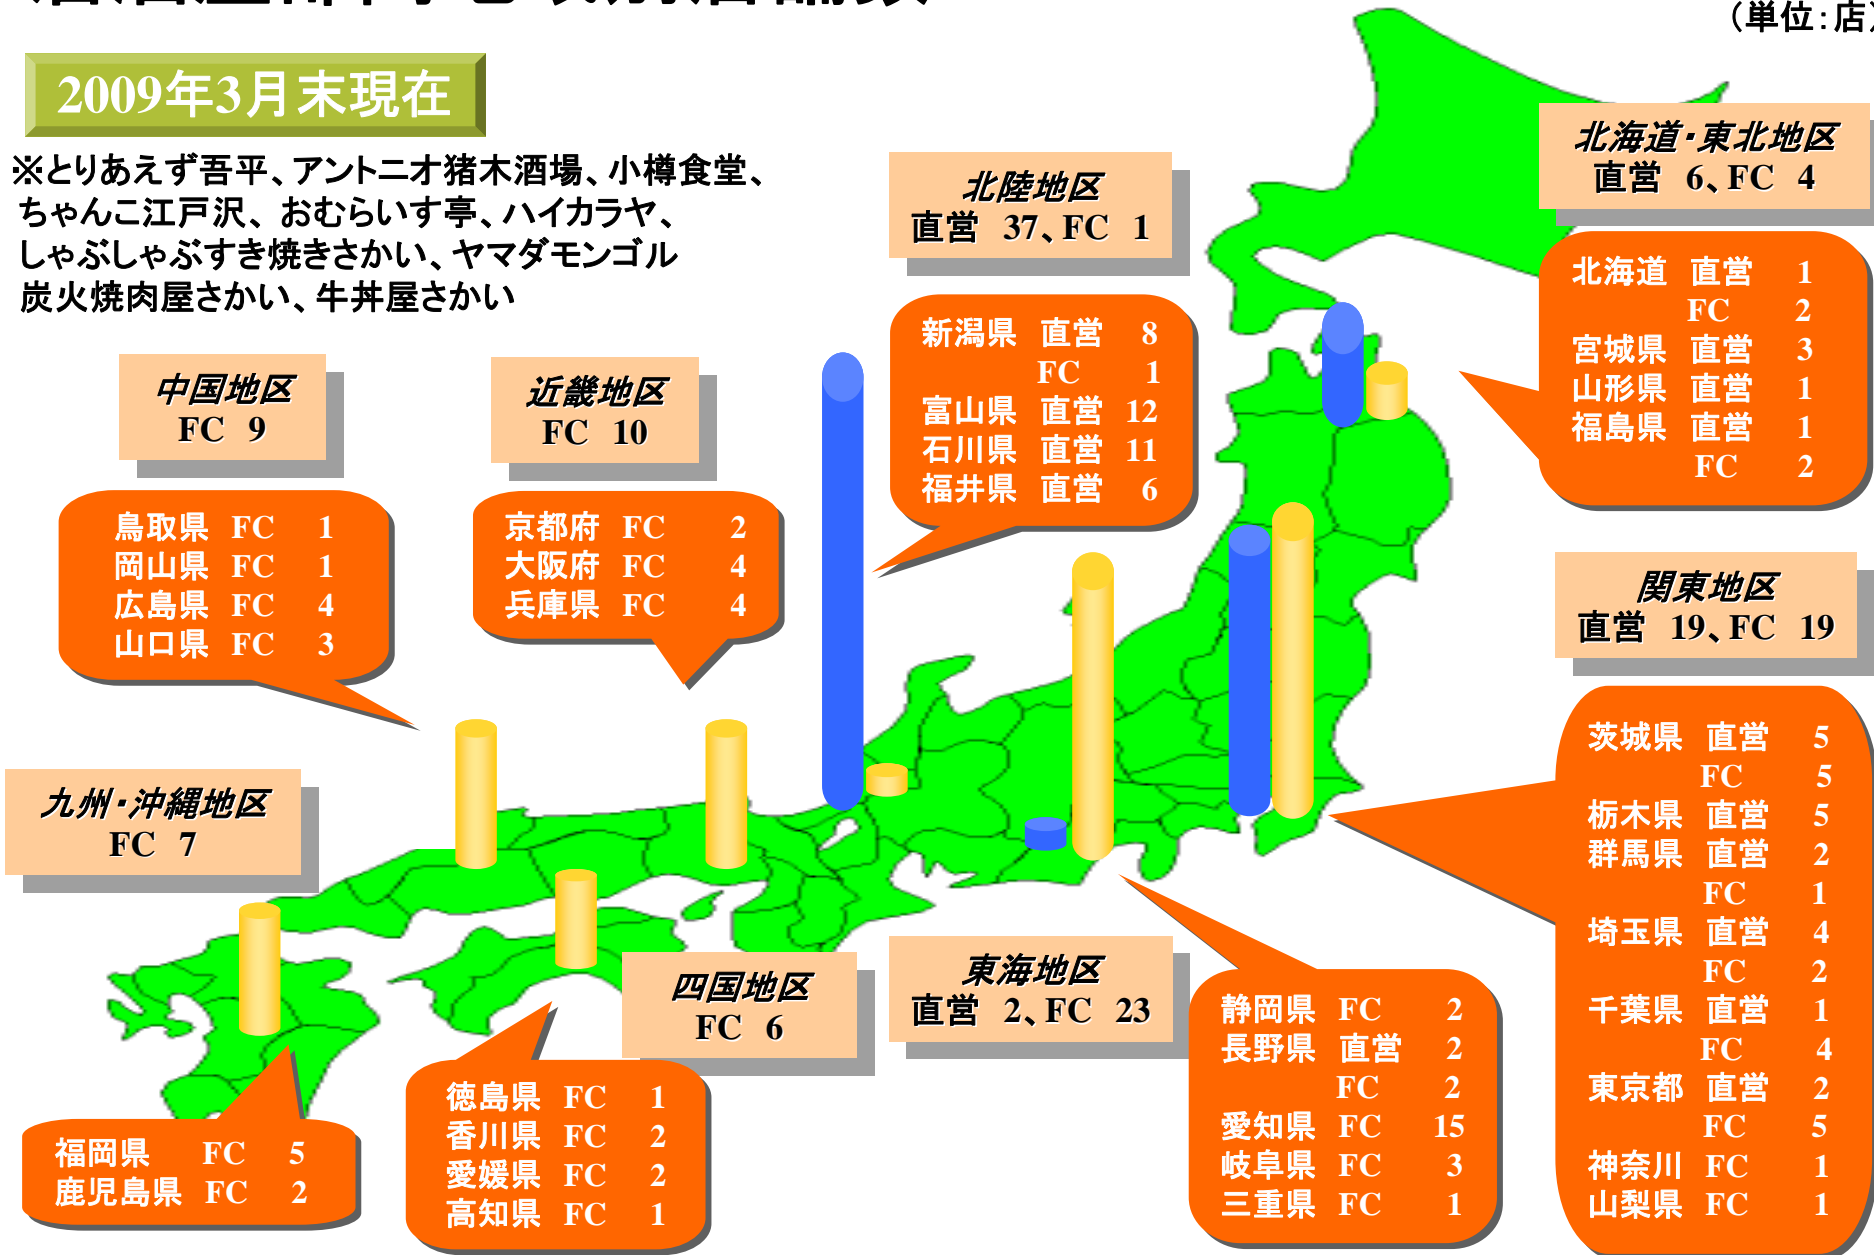 (単位:店)
2009年3月末現在
※とりあえず吾平、アントニオ猪木酒場、小樽食堂、
ちゃんこ江戸沢、おむらいす亭、ハイカラヤ、
しゃぶしゃぶすき焼きさかい、ヤマダモンゴル
炭火焼肉屋さかい、牛丼屋さかい
北海道・東北地区
直営 6、FC 4
北海道 直営 1
FC 2
宮城県 直営 3
山形県 直営 1
福島県 直営 1
FC 2
北陸地区
直営 37、FC 1
新潟県 直営 8
FC 1
富山県 直営 12
石川県 直営 11
福井県 直営 6
中国地区
FC 9
鳥取県 FC 1
岡山県 FC 1
広島県 FC 4
山口県 FC 3
近畿地区
FC 10
京都府 FC 2
大阪府 FC 4
兵庫県 FC 4
関東地区
直営 19、FC 19
茨城県 直営 5
FC 5
栃木県 直営 5
群馬県 直営 2
FC 1
埼玉県 直営 4
FC 2
千葉県 直営 1
FC 4
東京都 直営 2
FC 5
神奈川 FC 1
山梨県 FC 1
九州・沖縄地区
FC 7
福岡県 FC 5
鹿児島県 FC 2
四国地区
FC 6
徳島県 FC 1
香川県 FC 2
愛媛県 FC 2
高知県 FC 1
東海地区
直営 2、FC 23
静岡県 FC 2
長野県 直営 2
FC 2
愛知県 FC 15
岐阜県 FC 3
三重県 FC 1